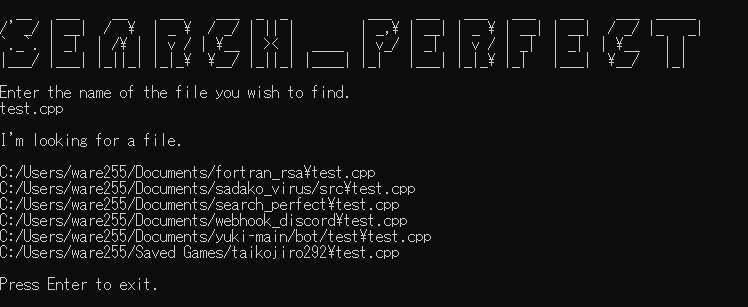 SEARCH_PERFECT
Enter the name of the file you wish to find.
test.cpp
I'm looking for a file.
C:/Users/ware255/Documents/fortran_rsa¥test.cpp
C:/Users/ware255/Documents/sadako_virus/src¥test.cpp
C:/Users/ware255/Documents/search_perfect¥test.cpp
C:/Users/ware255/Documents/webhook_discord¥test.cpp
C:/Users/ware255/Documents/yuki-main/bot/test¥test.cpp
C:/Users/ware255/Saved Games/taikojiro292¥test.cpp
Press Enter to exit.